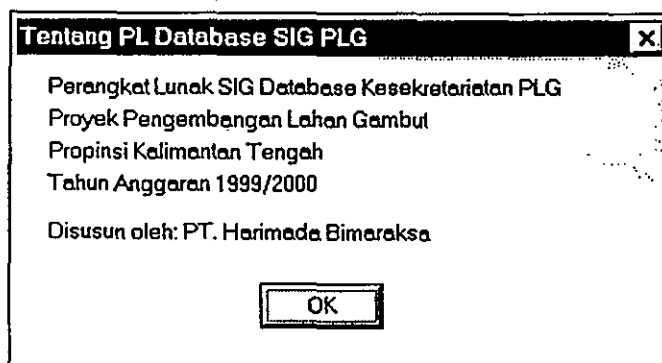 Tentang PL Database SIG PLG
Perangkat Lunak SIG Database Kesekretariatan PLG
Proyek Pengembangan Lahan Gambut
Propinsi Kalimantan Tengah
Tahun Anggaran 1999/2000
Disusun oleh: PT. Harimada Bimaraksa
OK